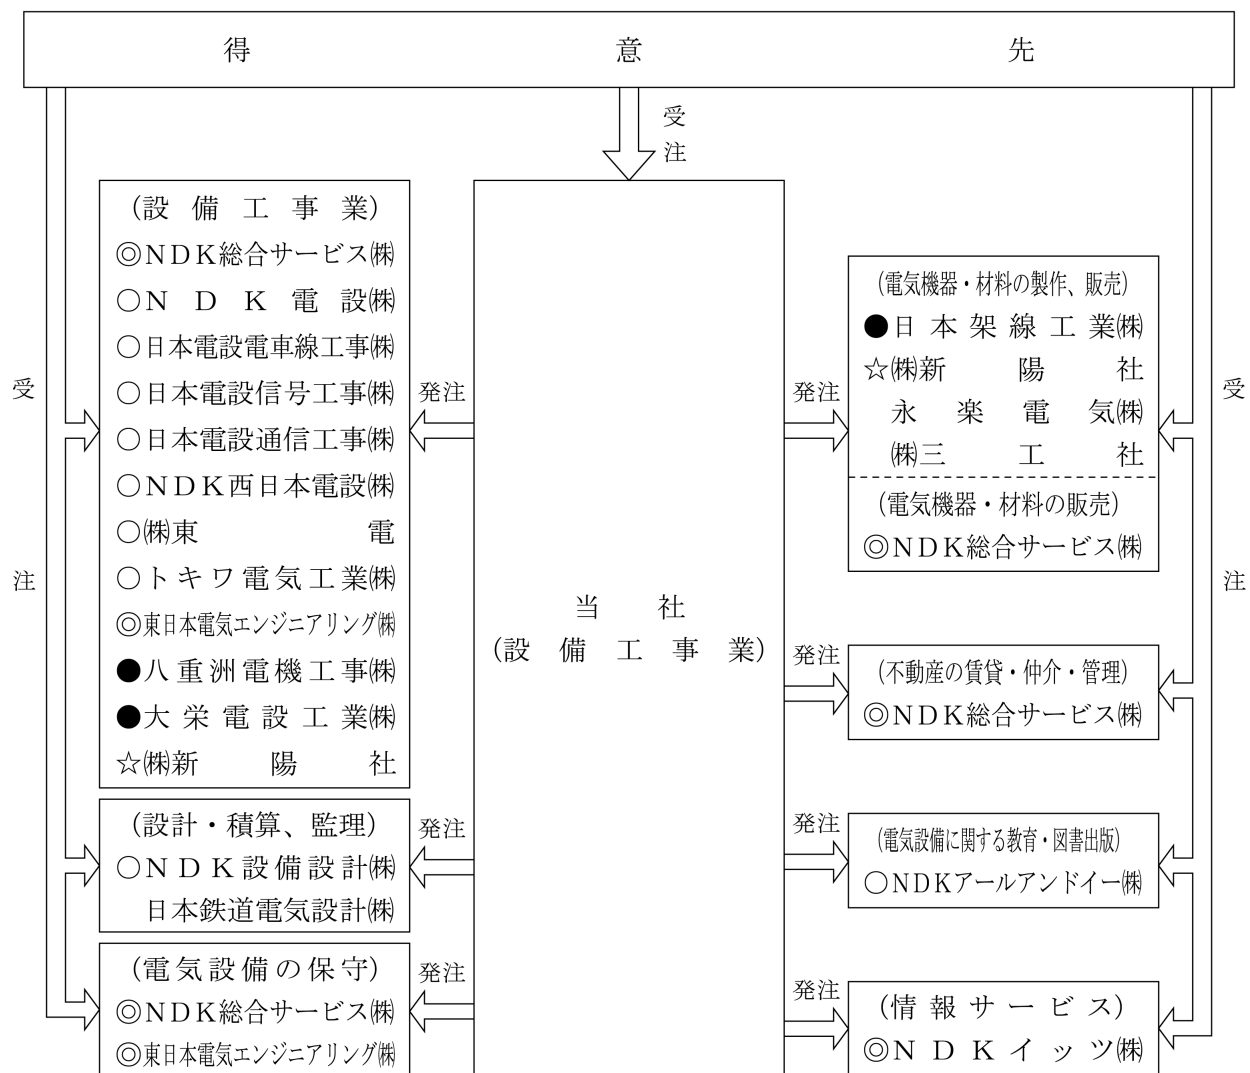 得意先
受注
受注
受注
(設備工事業)
◎NDK総合サービス㈱
○NDK電設㈱
○日本電設電車線工事㈱
○日本電設信号工事㈱
○日本電設通信工事㈱
○NDK西日本電設㈱
○㈱東電
○トキワ電気工業㈱
◎東日本電気エンジニアリング㈱
●八重洲電機工事㈱
●大栄電設工業㈱
☆㈱新陽社
発注
(設計・積算、監理)
○NDK設備設計㈱
日本鉄道電気設計㈱
発注
(電気設備の保守)
◎NDK総合サービス㈱
◎東日本電気エンジニアリング㈱
発注
当社
(設備工事業)
発注
(電気機器・材料の製作、販売)
●日本架線工業㈱
☆㈱新陽社
永楽電気㈱
㈱三工社
(電気機器・材料の販売)
◎NDK総合サービス㈱
発注
(不動産の賃貸・仲介・管理)
◎NDK総合サービス㈱
発注
(電気設備に関する教育・図書出版)
○NDKアールアンドイー㈱
発注
(情報サービス)
◎NDKイッツ㈱